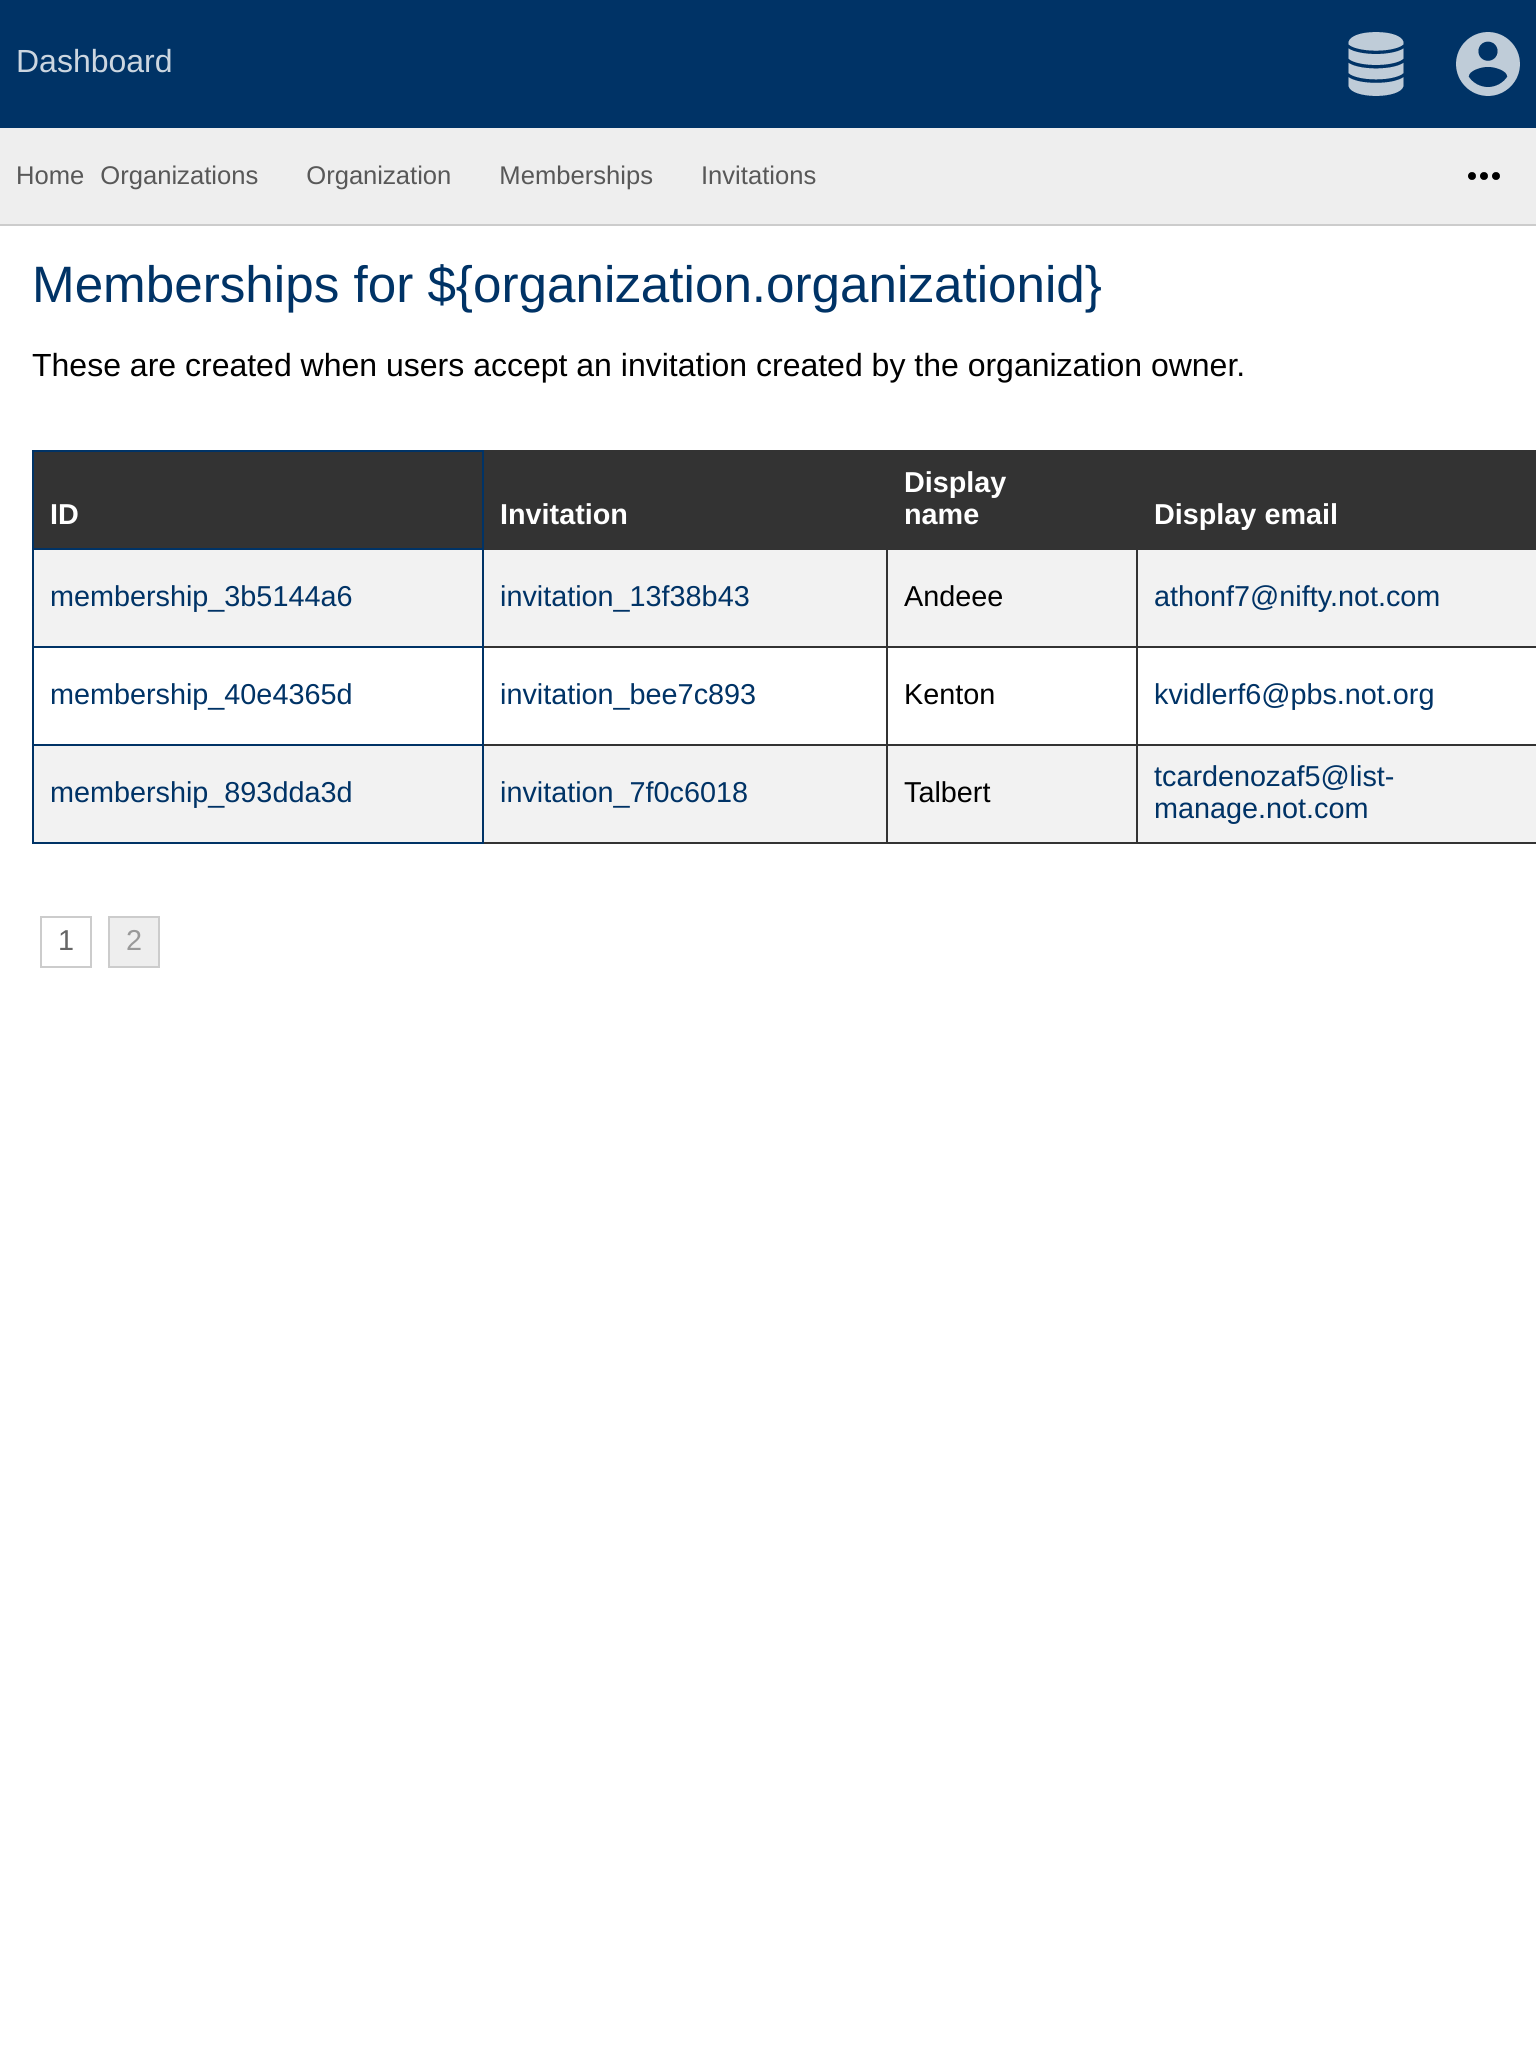 Dashboard
Home Organizations Organization Memberships Invitations •••
Memberships for ${organization.organizationid}
These are created when users accept an invitation created by the organization owner.
ID Invitation Display name Display email
membership_3b5144a6 invitation_13f38b43 Andeee athonf7@nifty.not.com
membership_40e4365d invitation_bee7c893 Kenton kvidlerf6@pbs.not.org
membership_893dda3d invitation_7f0c6018 Talbert tcardenozaf5@list-
manage.not.com
1 2